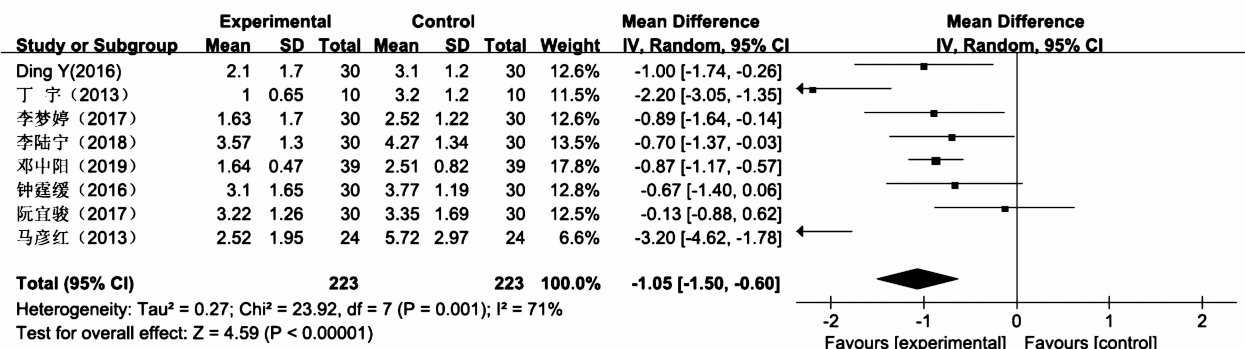 Experimental Control Mean Difference Mean Difference
Study or Subgroup Mean SD Total Mean SD Total Weight IV, Random, 95% CI IV, Random, 95% CI
Ding Y(2016) 2.1 1.7 30 3.1 1.2 30 12.6% -1.00 [-1.74, -0.26]
丁 宁（2013） 1 0.65 10 3.2 1.2 10 11.5% -2.20 [-3.05, -1.35]
李梦婷（2017） 1.63 1.7 30 2.52 1.22 30 12.6% -0.89 [-1.64, -0.14]
李陆宁（2018） 3.57 1.3 30 4.27 1.34 30 13.5% -0.70 [-1.37, -0.03]
邓中阳（2019） 1.64 0.47 39 2.51 0.82 39 17.8% -0.87 [-1.17, -0.57]
钟霆缓（2016） 3.1 1.65 30 3.77 1.19 30 12.8% -0.67 [-1.40, 0.06]
阮宜骏（2017） 3.22 1.26 30 3.35 1.69 30 12.5% -0.13 [-0.88, 0.62]
马彦红（2013） 2.52 1.95 24 5.72 2.97 24 6.6% -3.20 [-4.62, -1.78]
Total (95% CI) 223 223 100.0% -1.05 [-1.50, -0.60]
Heterogeneity: Tau² = 0.27; Chi² = 23.92, df = 7 (P = 0.001); I² = 71%
Test for overall effect: Z = 4.59 (P < 0.00001)
-2 -1 0 1 2
Favours [experimental] Favours [control]